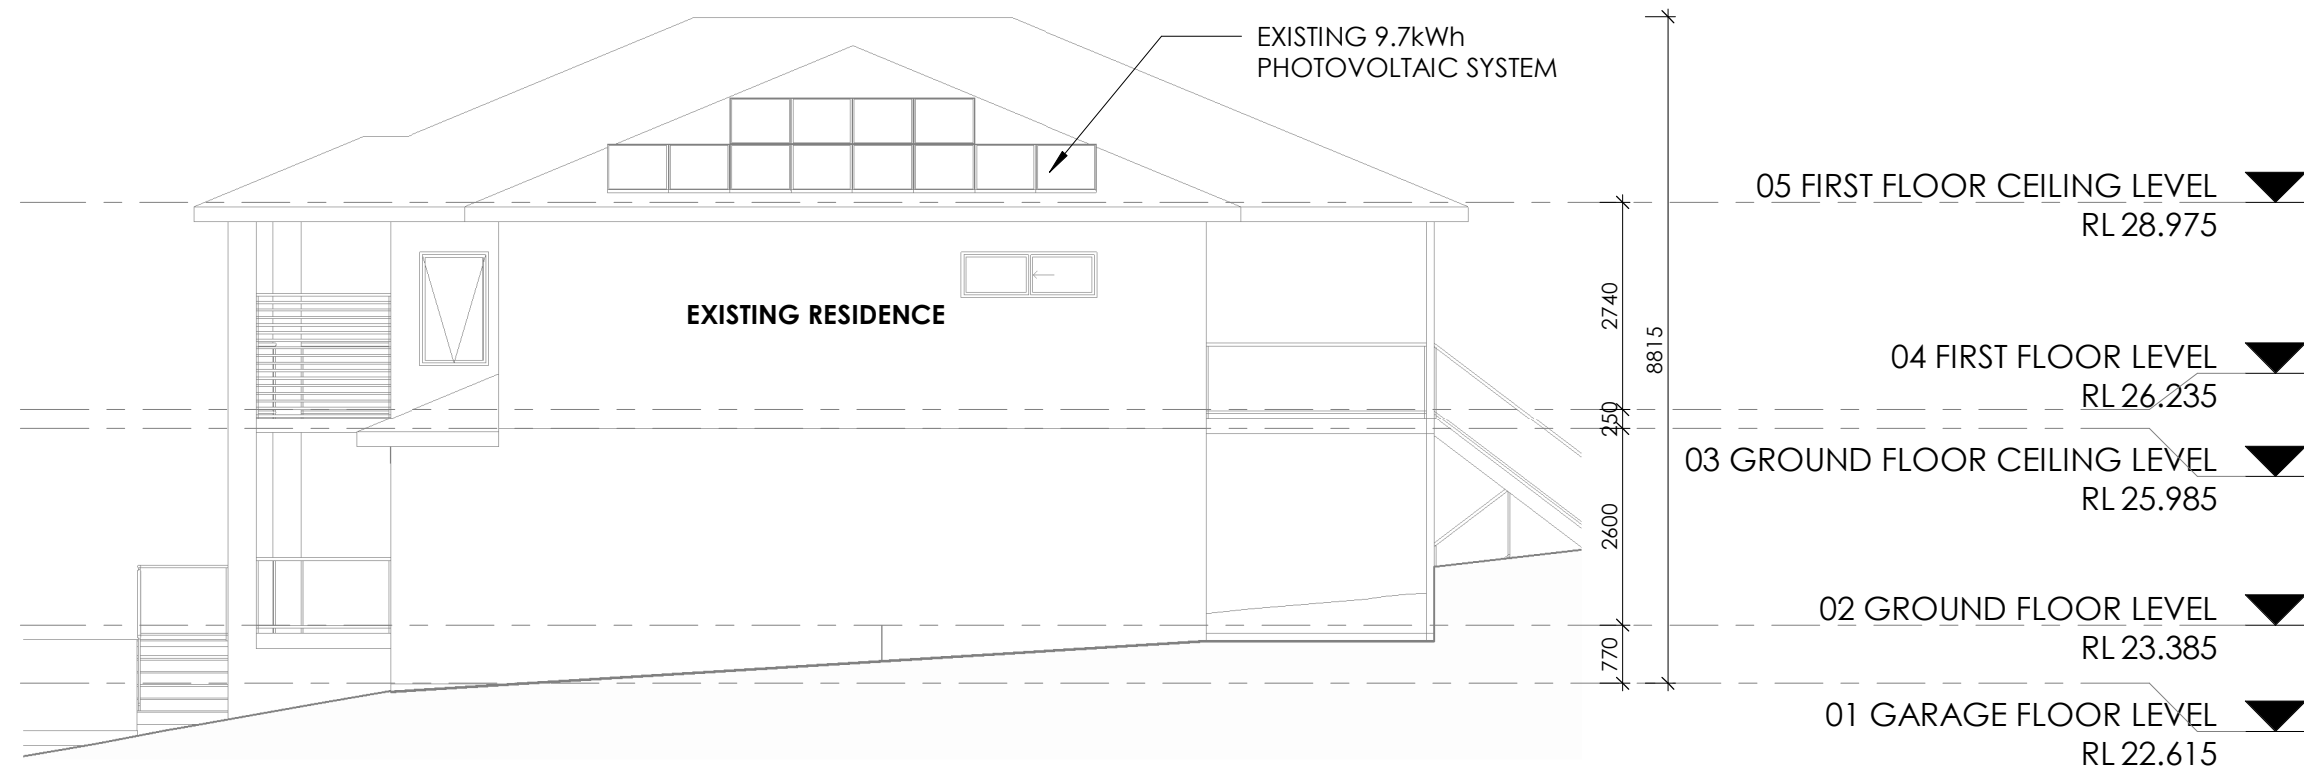 EXISTING 9.7kWh
PHOTOVOLTAIC SYSTEM
05 FIRST FLOOR CEILING LEVEL
RL 28.975
2740
EXISTING RESIDENCE
8815
04 FIRST FLOOR LEVEL
RL 26.235
250
03 GROUND FLOOR CEILING LEVEL
RL 25.985
2600
02 GROUND FLOOR LEVEL
RL 23.385
770
01 GARAGE FLOOR LEVEL
RL 22.615